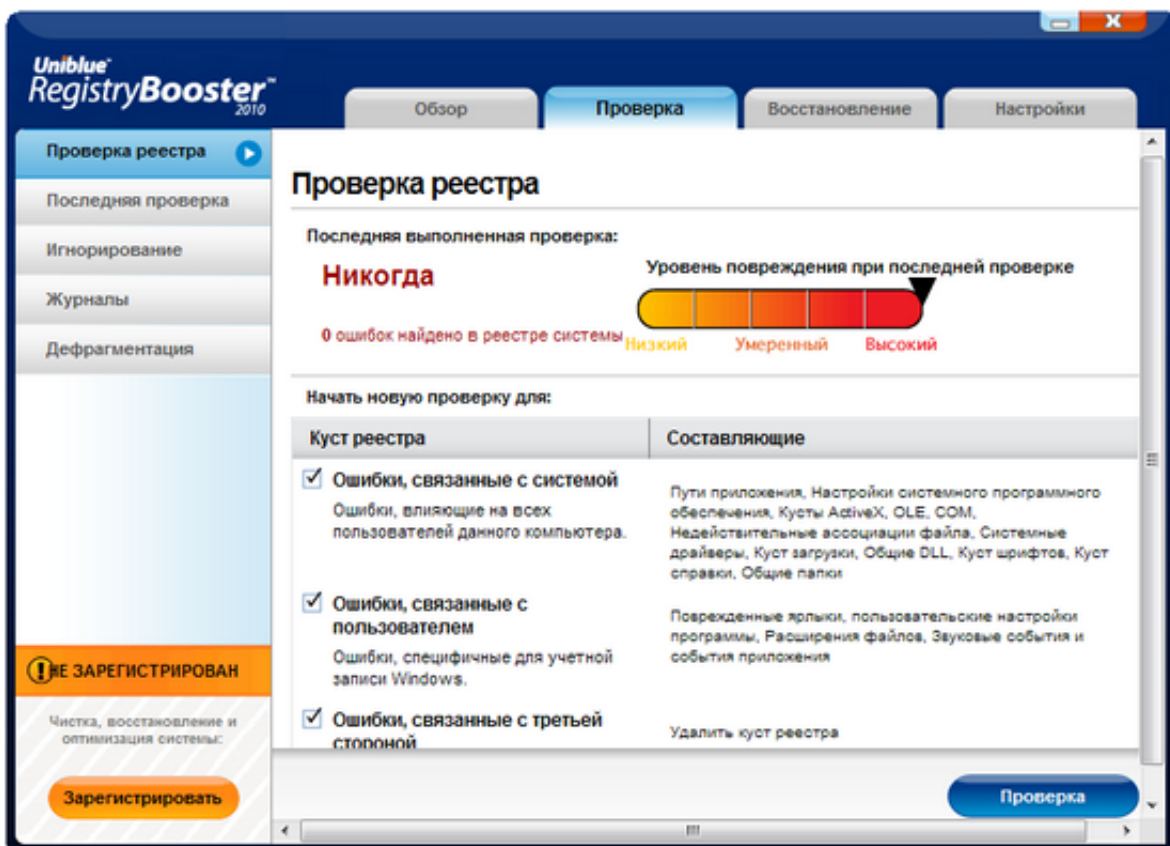 Uniblue
RegistryBooster™
2010
Обзор
Проверка
Восстановление
Настройки
Проверка реестра
Последняя проверка
Игнорирование
Журналы
Дефрагментация
НЕ ЗАРЕГИСТРИРОВАН
Чистка, восстановление и
оптимизация системы:
Зарегистрировать
Проверка реестра
Последняя выполненная проверка:
Никогда
0 ошибок найдено в реестре системы
Уровень повреждения при последней проверке
Низкий
Умеренный
Высокий
Начать новую проверку для:
Куст реестра
Составляющие
Ошибки, связанные с системой
Ошибки, влияющие на всех
пользователей данного компьютера.
Пути приложения, Настройки системного программного
обеспечения, Кусты ActiveX, OLE, COM,
Недействительные ассоциации файла, Системные
драйверы, Куст загрузки, Общие DLL, Куст шрифтов, Куст
справки, Общие папки
Ошибки, связанные с
пользователем
Ошибки, специфичные для учетной
записи Windows.
Поврежденные ярлыки, пользовательские настройки
программы, Расширения файлов, Звуковые события и
события приложения
Ошибки, связанные с третьей
стороной
Удалить куст реестра
Проверка